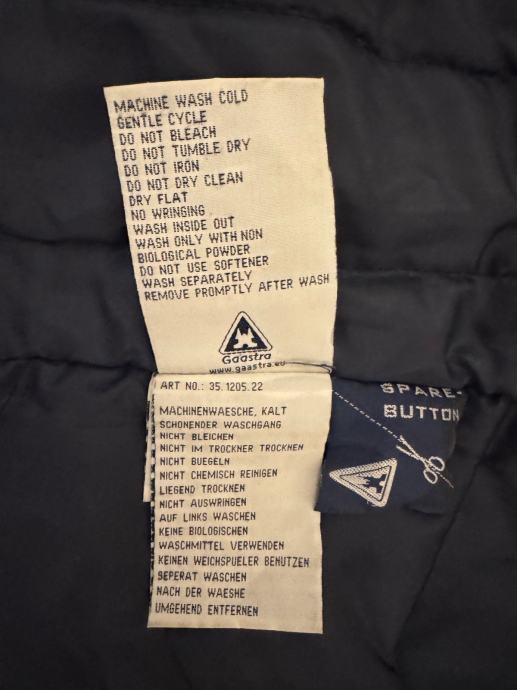 MACHINE WASH COLD
GENTLE CYCLE
DO NOT BLEACH
DO NOT TUMBLE DRY
DO NOT IRON
DO NOT DRY CLEAN
DRY FLAT
NO WRINGING
WASH INSIDE OUT
WASH ONLY WITH NON
BIOLOGICAL POWDER
DO NOT USE SOFTENER
WASH SEPARATELY
REMOVE PROMPTLY AFTER WASH
Gaastra
www.gaastra.eu
ART NO.: 35.1205.22
MACHINENWAESCHE, KALT
SCHONENDER WASCHGANG
NICHT BLEICHEN
NICHT IM TROCKNER TROCKNEN
NICHT BUEGELN
NICHT CHEMISCH REINIGEN
LIEGEND TROCKNEN
NICHT AUSWRINGEN
AUF LINKS WASCHEN
KEINE BIOLOGISCHEN
WASCHMITTEL VERWENDEN
KEINEN WEICHSPUELER BENUTZEN
SEPERAT WASCHEN
NACH DER WAESHE
UMGEHEND ENTFERNEN
SPARE-
BUTTON